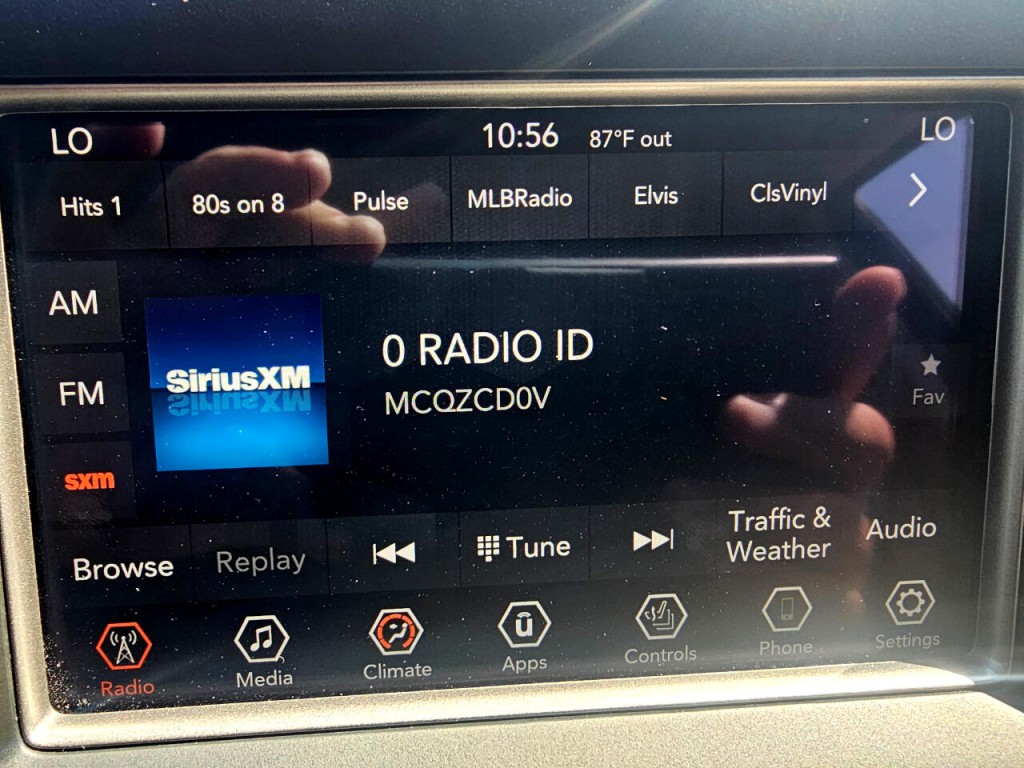 LO
10:56
87°F out
LO
Hits 1
80s on 8
Pulse
MLBRadio
Elvis
ClsVinyl
AM
FM
sxm
SiriusXM
0 RADIO ID
MCQZCD0V
Fav
Browse
Replay
Tune
Traffic &
Weather
Audio
Radio
Media
Climate
u
Apps
Controls
Phone
Settings